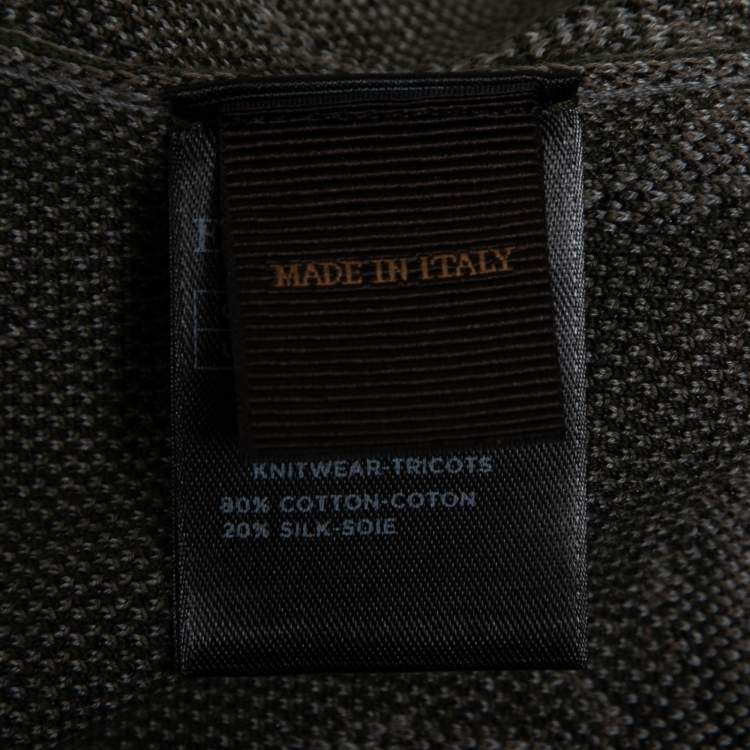 MADE IN ITALY
KNITWEAR-TRICOTS
80% COTTON-COTON
20% SILK-SOIE